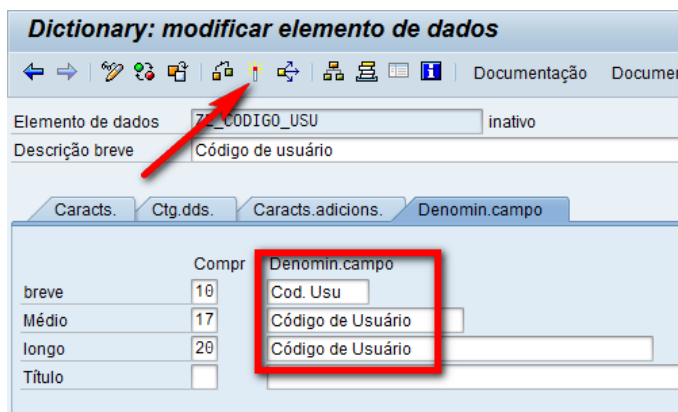 Dictionary: modificar elemento de dados
Documentação Documen
Elemento de dados ZE_CODIGO_USU inativo
Descrição breve Código de usuário
Caracts. Ctg.dds. Caracts.adicions. Denomin.campo
Compr Denomin.campo
breve 10 Cod. Usu
Médio 17 Código de Usuário
longo 20 Código de Usuário
Título